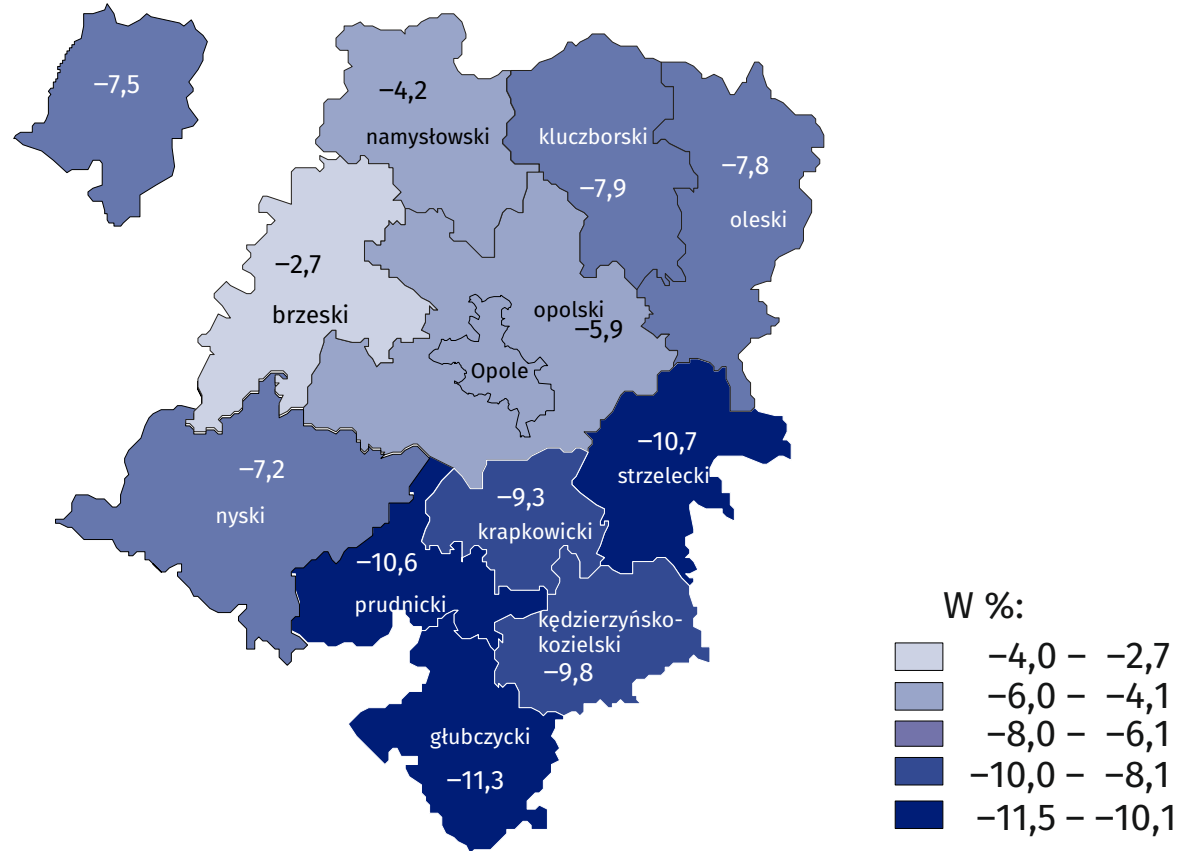 −7,5
−4,2
namysłowski
kluczborski
−7,9
−7,8
oleski
−2,7
brzeski
opolski
−5,9
Opole
−10,7
strzelecki
−7,2
nyski
−9,3
krapkowicki
−10,6
prudnicki
kędzierzyńsko-
kozielski
−9,8
głubczycki
−11,3
W %:
−4,0 − −2,7
−6,0 − −4,1
−8,0 − −6,1
−10,0 − −8,1
−11,5 − −10,1